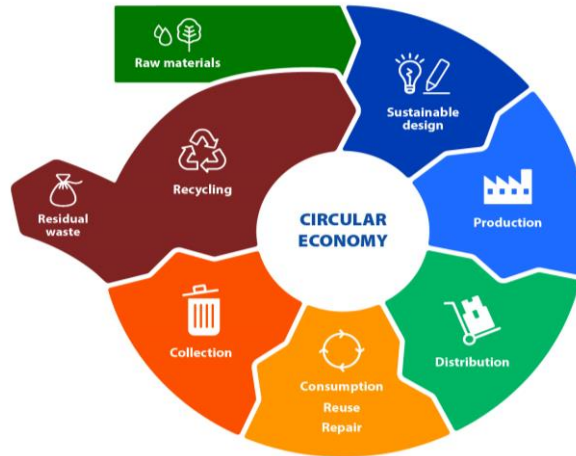 Raw materials
Sustainable
design
Production
Distribution
Consumption
Reuse
Repair
Collection
Recycling
Residual
waste
CIRCULAR
ECONOMY